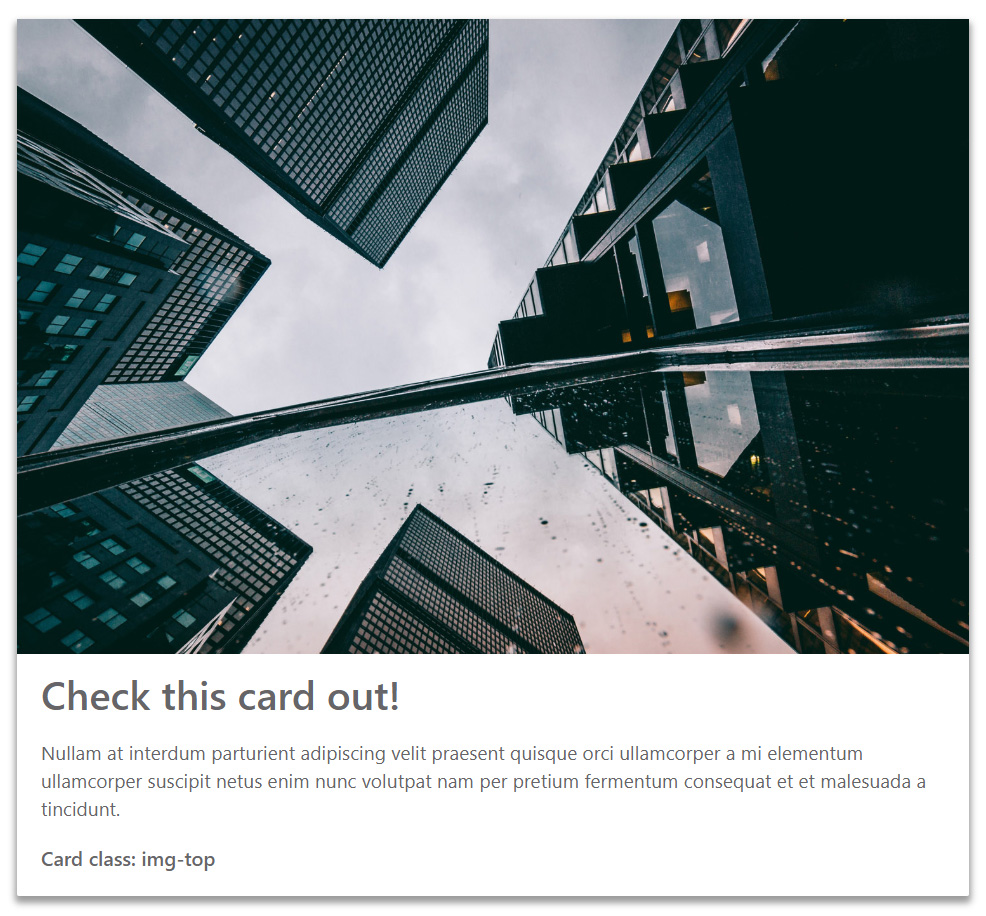 Check this card out!
Nullam at interdum parturient adipiscing velit praesent quisque orci ullamcorper a mi elementum
ullamcorper suscipit netus enim nunc volutpat nam per pretium fermentum consequat et et malesuada a
tincidunt.
Card class: img-top